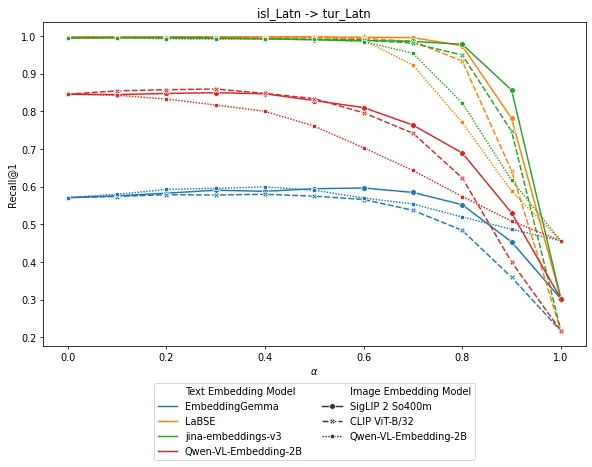 isl_Latn -> tur_Latn
1.0
0.9
0.8
0.7
0.6
0.5
0.4
0.3
0.2
Recall@1
0.0 0.2 0.4 0.6 0.8 1.0
α
Text Embedding Model Image Embedding Model
EmbeddingGemma SigLIP 2 So400m
LaBSE CLIP ViT-B/32
jina-embeddings-v3 Qwen-VL-Embedding-2B
Qwen-VL-Embedding-2B